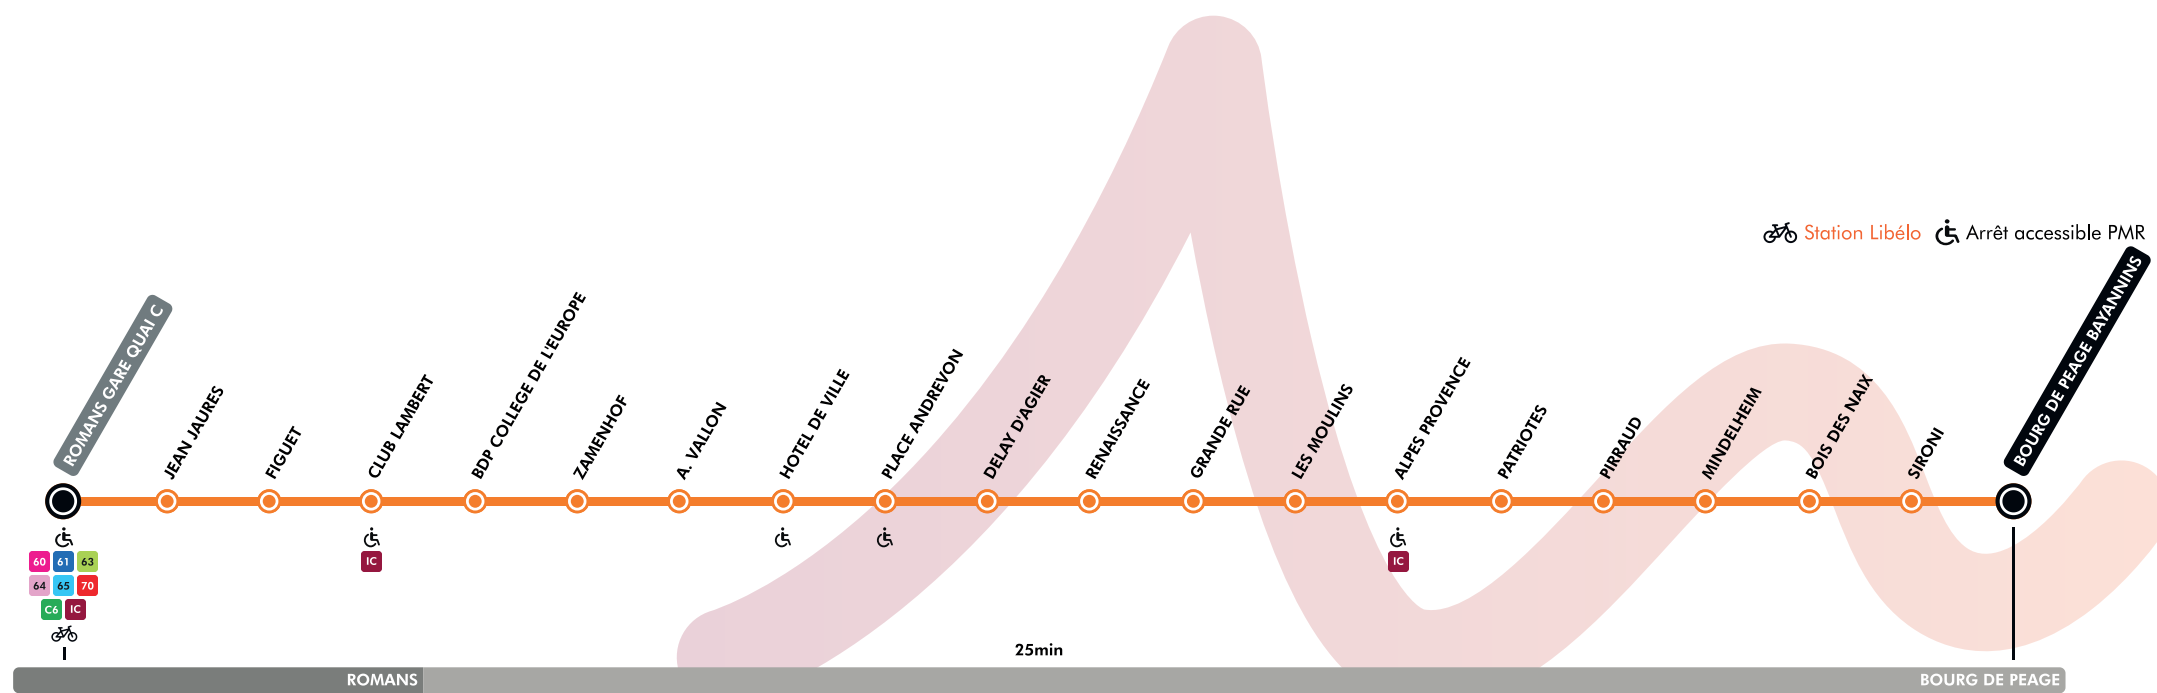 Station Libélo Arrêt accessible PMR
ROMANS GARE QUAI C
JEAN JAURES
FIGUET
CLUB LAMBERT
BDP COLLEGE DE L'EUROPE
ZAMENHOF
A. VALLON
HOTEL DE VILLE
PLACE ANDREVON
DELAY D'AGIER
RENAISSANCE
GRANDE RUE
LES MOULINS
ALPES PROVENCE
PATRIOTES
PIRRAUD
MINDELHEIM
BOIS DES NAIX
SIRONI
BOURG DE PEAGE BAYANNINS
60 61 63
64 65 70
C6 IC
IC
IC
25min
ROMANS
BOURG DE PEAGE